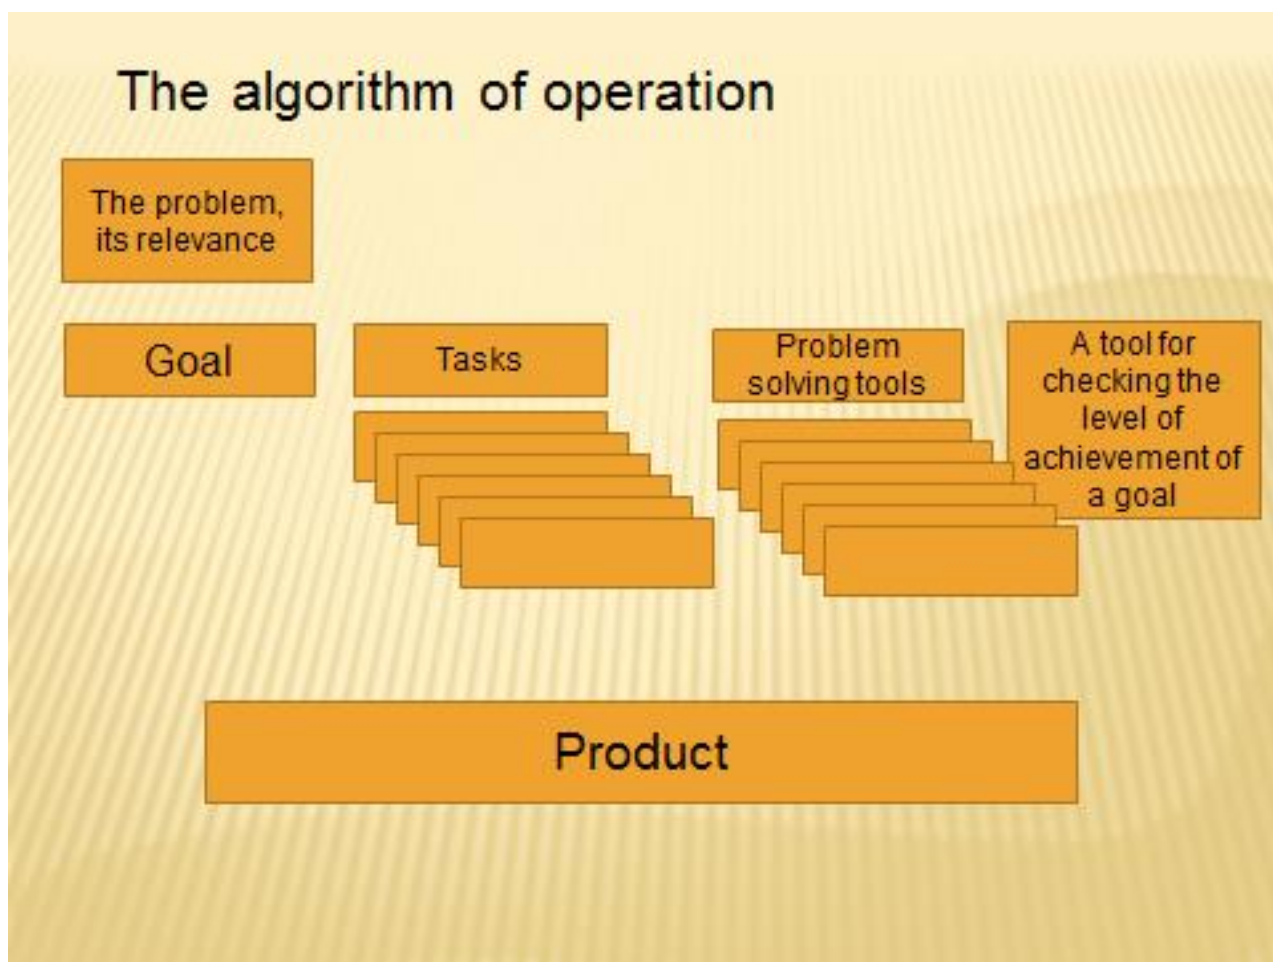 The algorithm of operation
The problem,
its relevance
Goal
Tasks
Problem
solving tools
A tool for
checking the
level of
achievement of
a goal
Product